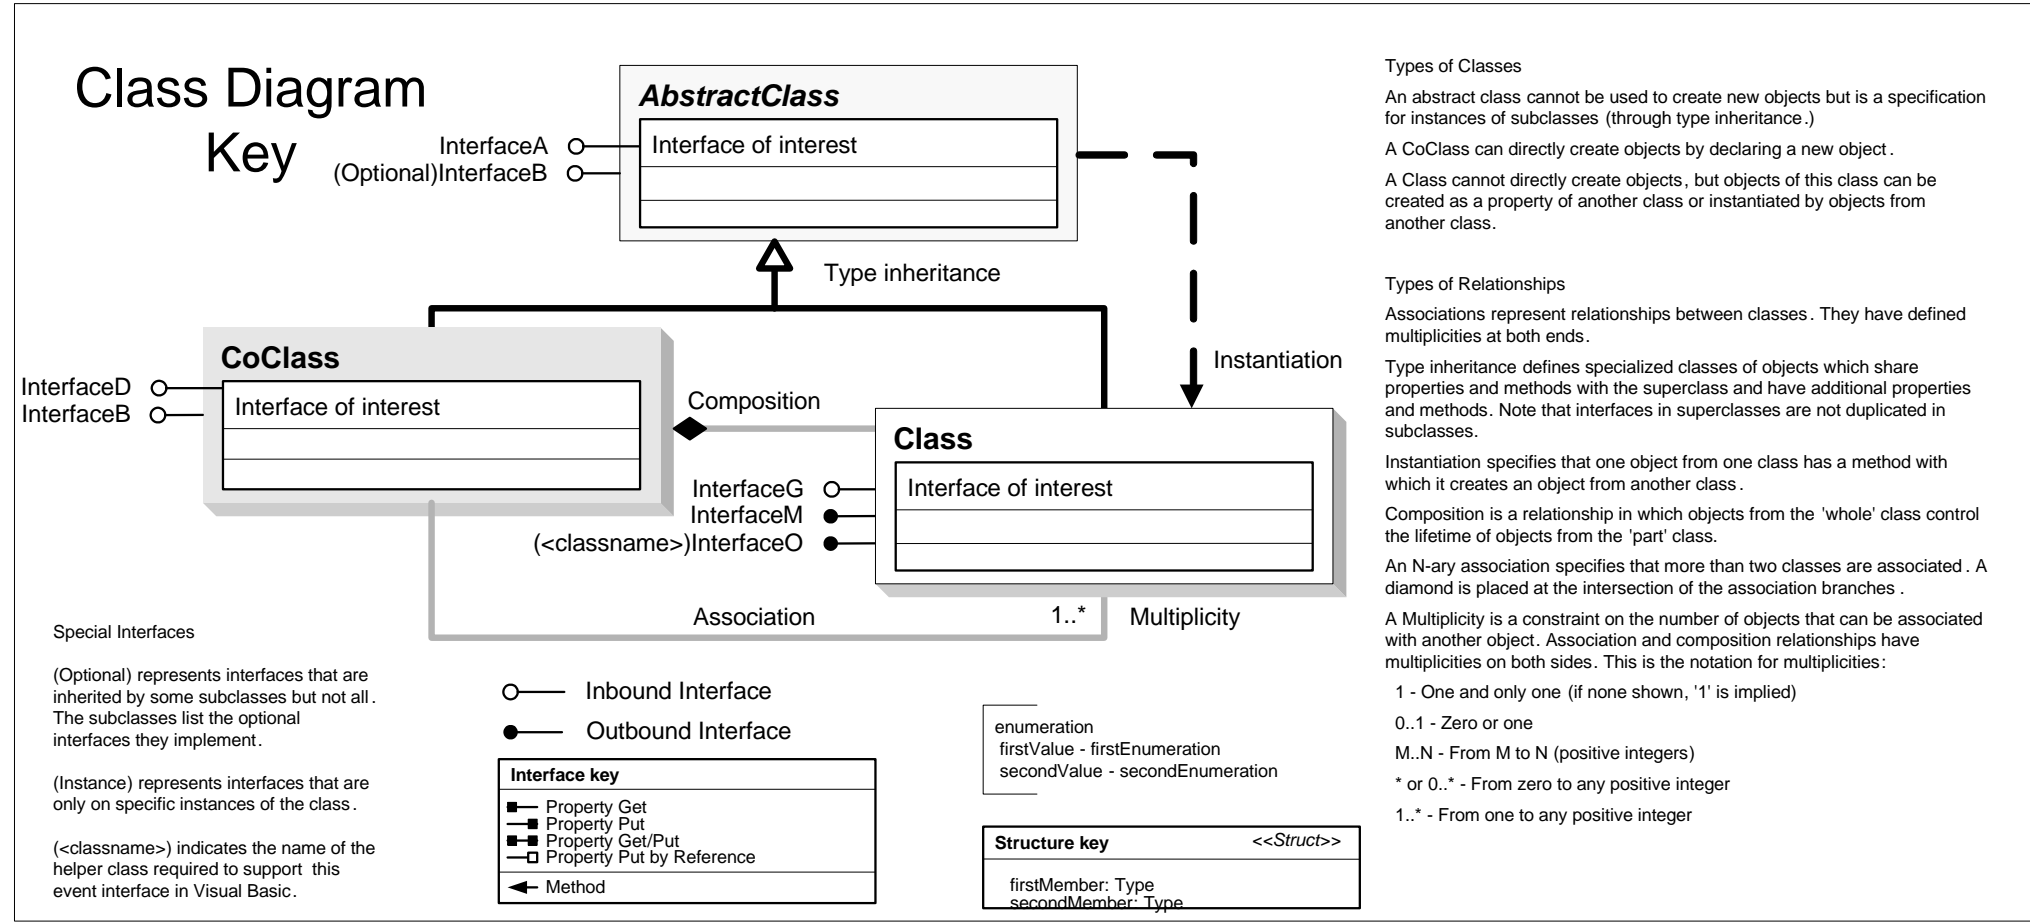 Class Diagram
Key
AbstractClass
Interface of interest
InterfaceA
(Optional)InterfaceB
Type inheritance
Instantiation
CoClass
Interface of interest
InterfaceD
InterfaceB
Composition
Class
Interface of interest
InterfaceG
InterfaceM
(<classname>)InterfaceO
Association
1..*
Multiplicity
Special Interfaces
(Optional) represents interfaces that are
inherited by some subclasses but not all.
The subclasses list the optional
interfaces they implement.
(Instance) represents interfaces that are
only on specific instances of the class.
(<classname>) indicates the name of the
helper class required to support this
event interface in Visual Basic.
Inbound Interface
Outbound Interface
Interface key
Property Get
Property Put
Property Get/Put
Property Put by Reference
Method
enumeration
firstValue - firstEnumeration
secondValue - secondEnumeration
Structure key
<<Struct>>
firstMember: Type
secondMember: Type
Types of Classes
An abstract class cannot be used to create new objects but is a specification
for instances of subclasses (through type inheritance.)
A CoClass can directly create objects by declaring a new object.
A Class cannot directly create objects, but objects of this class can be
created as a property of another class or instantiated by objects from
another class.
Types of Relationships
Associations represent relationships between classes. They have defined
multiplicities at both ends.
Type inheritance defines specialized classes of objects which share
properties and methods with the superclass and have additional properties
and methods. Note that interfaces in superclasses are not duplicated in
subclasses.
Instantiation specifies that one object from one class has a method with
which it creates an object from another class.
Composition is a relationship in which objects from the 'whole' class control
the lifetime of objects from the 'part' class.
An N-ary association specifies that more than two classes are associated. A
diamond is placed at the intersection of the association branches.
A Multiplicity is a constraint on the number of objects that can be associated
with another object. Association and composition relationships have
multiplicities on both sides. This is the notation for multiplicities:
1 - One and only one (if none shown, '1' is implied)
0..1 - Zero or one
M..N - From M to N (positive integers)
* or 0..* - From zero to any positive integer
1..* - From one to any positive integer